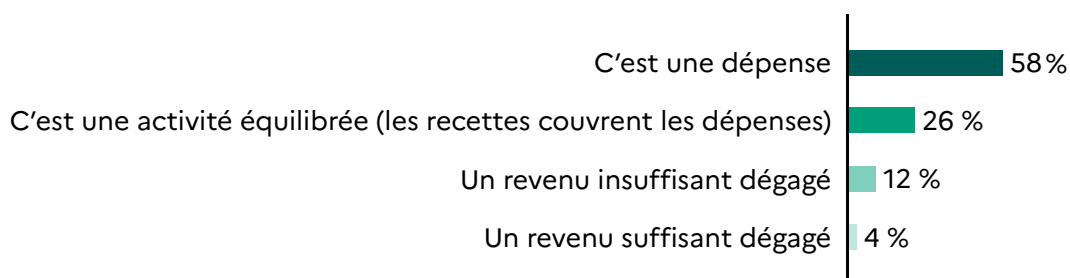 C’est une dépense 58 %
C’est une activité équilibrée (les recettes couvrent les dépenses) 26 %
Un revenu insuffisant dégagé 12 %
Un revenu suffisant dégagé 4 %